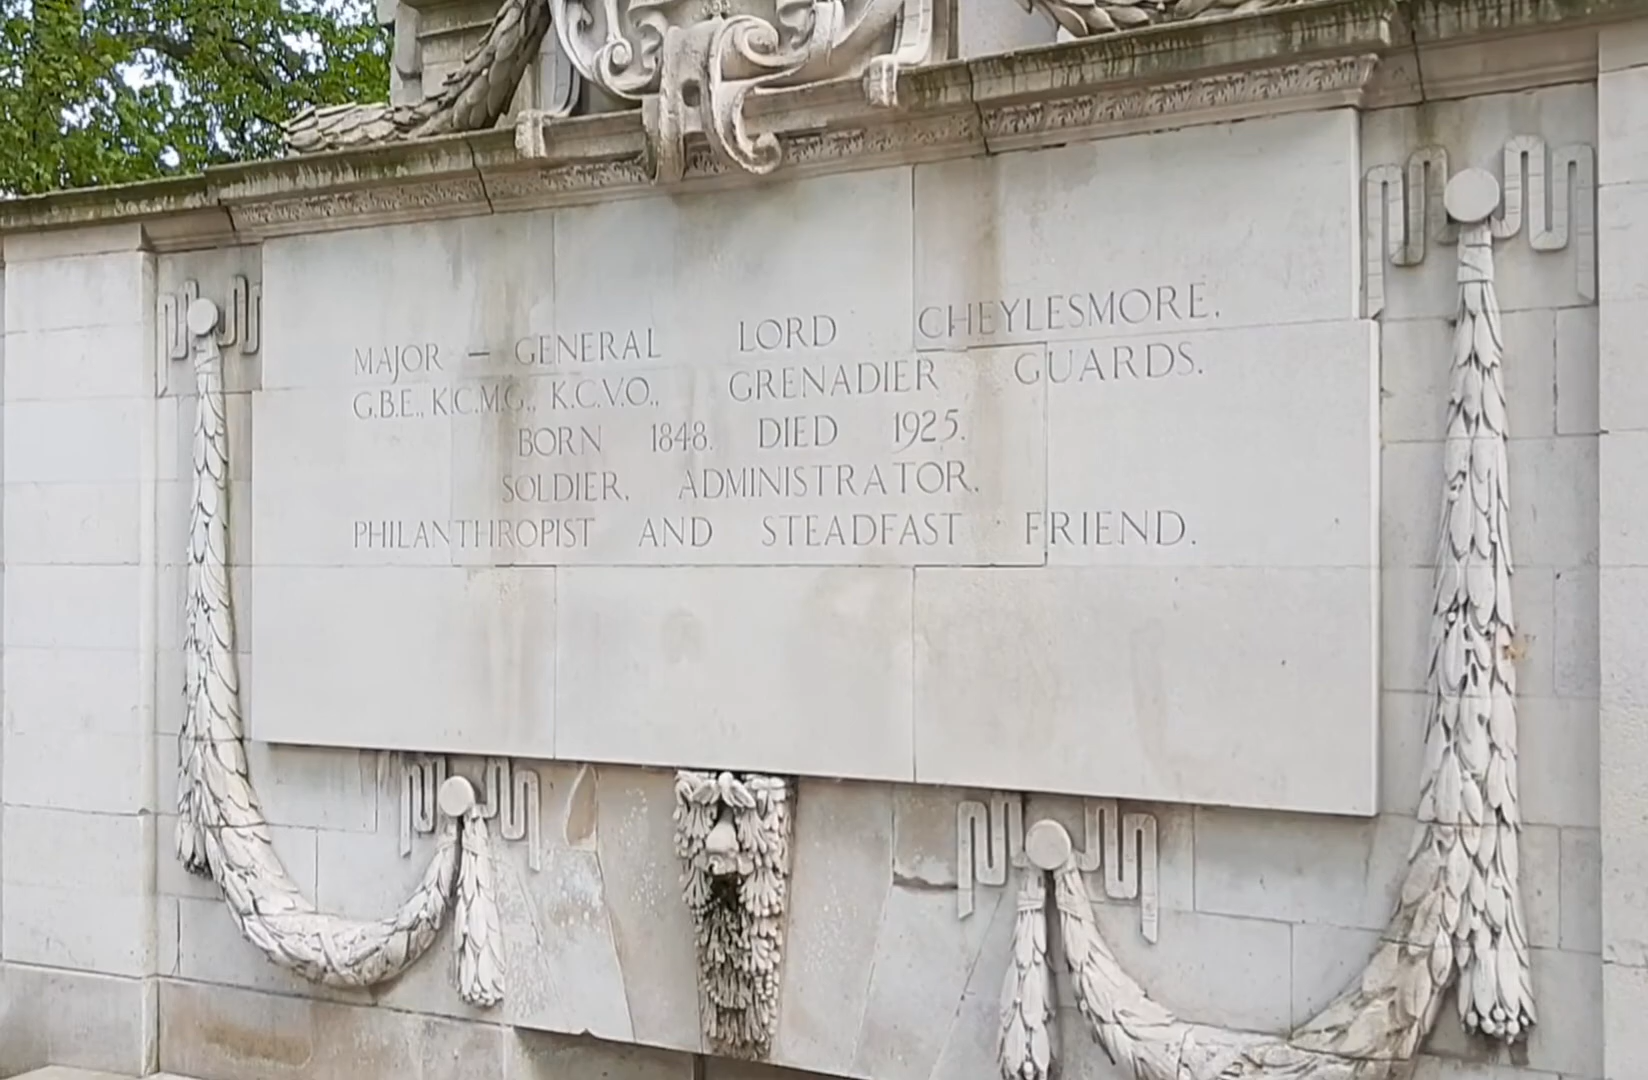 MAJOR – GENERAL LORD CHEYLESMORE,
G.B.E., K.C.M.G., K.C.V.O., GRENADIER GUARDS.
BORN 1848. DIED 1925.
SOLDIER, ADMINISTRATOR,
PHILANTHROPIST AND STEADFAST FRIEND.